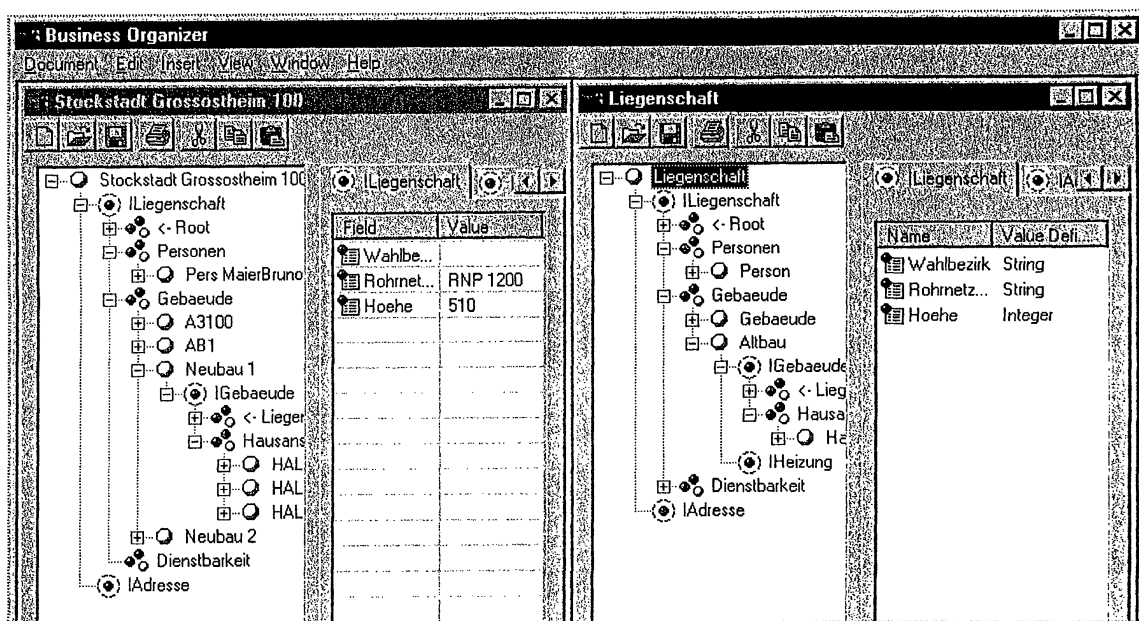 Business Organizer
Document Edit Insert View Window Help
Stockstadt Grossostheim 100
Stockstadt Grossostheim 100
ILiegenschaft
<- Root
Personen
Pers MaierBruno
Gebaeude
A3100
AB1
Neubau 1
IGebaeude
<- Lieger
Hausans
HAL
HAL
HAL
Neubau 2
Dienstbarkeit
IAdresse
ILiegenschaft
Field Value
Wahlbe...
Rohrnet... RNP 1200
Hoehe 510
Liegenschaft
Liegenschaft
ILiegenschaft
<- Root
Personen
Person
Gebaeude
Gebaeude
Altbau
IGebaeude
<- Lieg
Hausa
Ha
IHeizung
Dienstbarkeit
IAdresse
ILiegenschaft IA
Name Value Defi...
Wahlbezirk String
Rohrnetz... String
Hoehe Integer